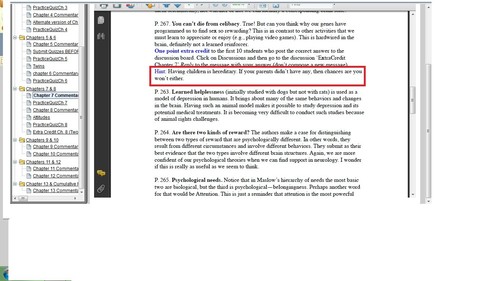 PracticeQuizCh 3
Chapter 4 Commentar
Alternate version of Ch
PracticeQuizCh 4
Chapters 5 & 6
Chapter 5 Commentar
Submit Quizzes BEFOR
PracticeQuizCh 5
Twins
chapter 6 Commentar
PracticeQuizCh 6
Chapters 7 & 8
Chapter 7 Commentar
PracticeQuizCh 7
Chapter 8 Commentar
Attitudes
PracticeQuizCh 8
Extra Credit Ch. 8 (Two
Chapters 9 & 10
Chapter 9 Commentar
Chapter 10 Commentar
Chapters 11 & 12
Chapter 11 Commentar
Chapter 12 Commentar
Chapter 13 & Cumulative F
Chapter 13 Commentar
P. 267. You can't die from celibacy. True! But can you think why our genes have
programmed us to find sex so rewarding? This is in contrast to other activities that we
must learn to appreciate or enjoy (e.g., playing video games). This is hardwired in the
brain, definitely not a learned reinforcer.
One point extra credit to the first 10 students who post the correct answer to the
discussion board. Click on Discussions and then go to the discussion "ExtraCredit
Chapter 7" Reply to the message with your answer (don't compose a new message)
Hint: Having children is hereditary. If your parents didn't have any, then chances are you
won't either.
P. 263. Learned helplessness (initially studied with dogs but not with cats) is used as a
model of depression in humans. It brings about many of the same behaviors and changes
in the brain. Having such an animal model makes it possible to study depression and its
potential medical treatments. It is becoming very difficult to conduct such studies because
of animal rights challenges.
P. 264. Are there two kinds of reward? The authors make a case for distinguishing
between two types of reward that are psychologically different. In other words, they
result from different circumstances and involve different behaviors. They submit as their
best evidence that the two types involve different brain structures. Again, we are more
confident of our psychological theories when we can find support in neurology. I wonder
if this is really as useful as we seem to think.
P. 265. Psychological needs. Notice that in Maslow's hierarchy of needs the most basic
two are biological, but the third is psychological—belongingness. Perhaps another word
for that would be Attention. This is just a reminder that attention is the most powerful